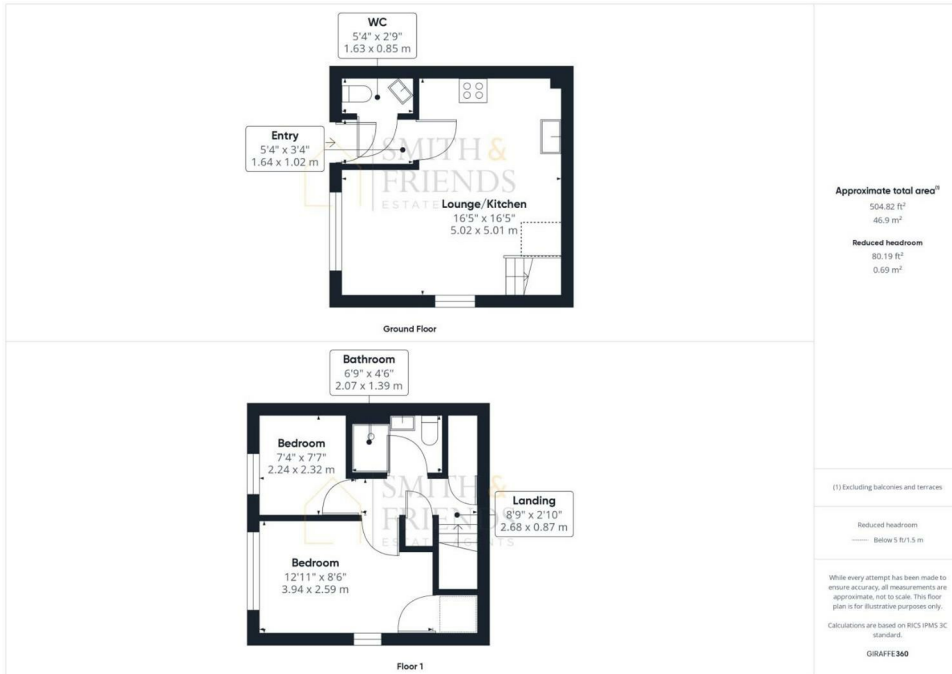 WC
5'4" x 2'9"
1.63 x 0.85 m
Entry
5'4" x 3'4"
1.64 x 1.02 m
SMITH &
FRIENDS
ESTATE AGENTS
Lounge/Kitchen
16'5" x 16'5"
5.02 x 5.01 m
Ground Floor
Bathroom
6'9" x 4'6"
2.07 x 1.39 m
Bedroom
7'4" x 7'7"
2.24 x 2.32 m
SMITH &
FRIENDS
ESTATE AGENTS
Landing
8'9" x 2'10"
2.68 x 0.87 m
Bedroom
12'11" x 8'6"
3.94 x 2.59 m
Floor 1
Approximate total area(1)
504.82 ft²
46.9 m²
Reduced headroom
80.19 ft²
0.69 m²
(1) Excluding balconies and terraces
Reduced headroom
Below 5 ft/1.5 m
While every attempt has been made to
ensure accuracy, all measurements are
approximate, not to scale. This floor
plan is for illustrative purposes only.
Calculations are based on RICS IPMS 3C
standard.
GIRAFFE360